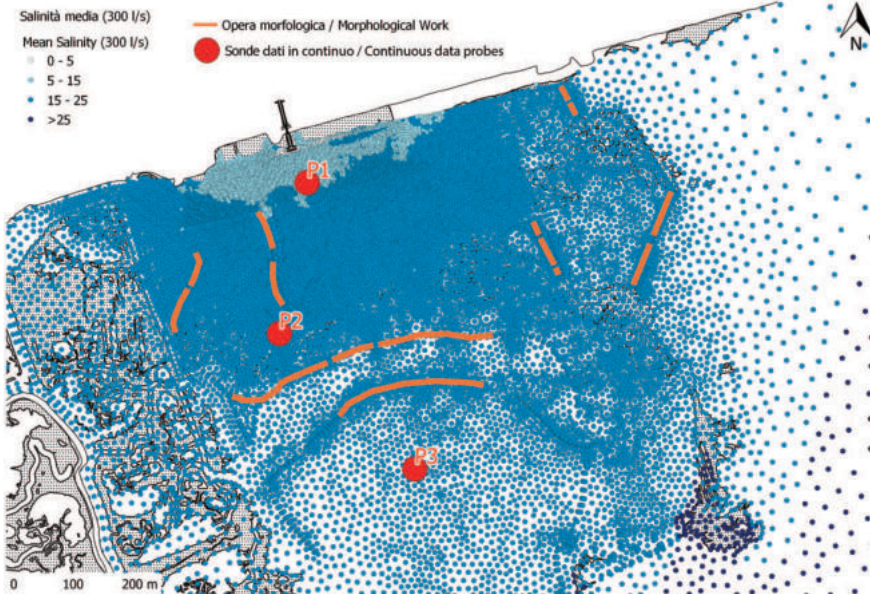 Salinità media (300 l/s)
Mean Salinity (300 l/s)
0 - 5
5 - 15
15 - 25
>25
Opera morfologica / Morphological Work
Sonde dati in continuo / Continuous data probes
N
P1
P2
P3
0 100 200 m